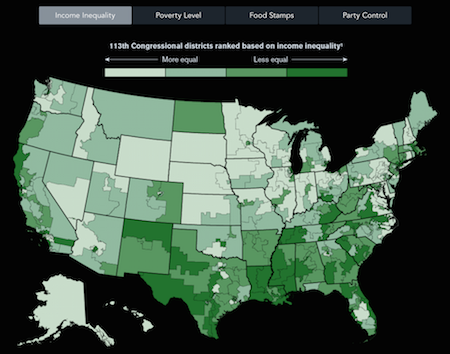 Income Inequality
Poverty Level
Food Stamps
Party Control
113th Congressional districts ranked based on income inequality¹
More equal
Less equal